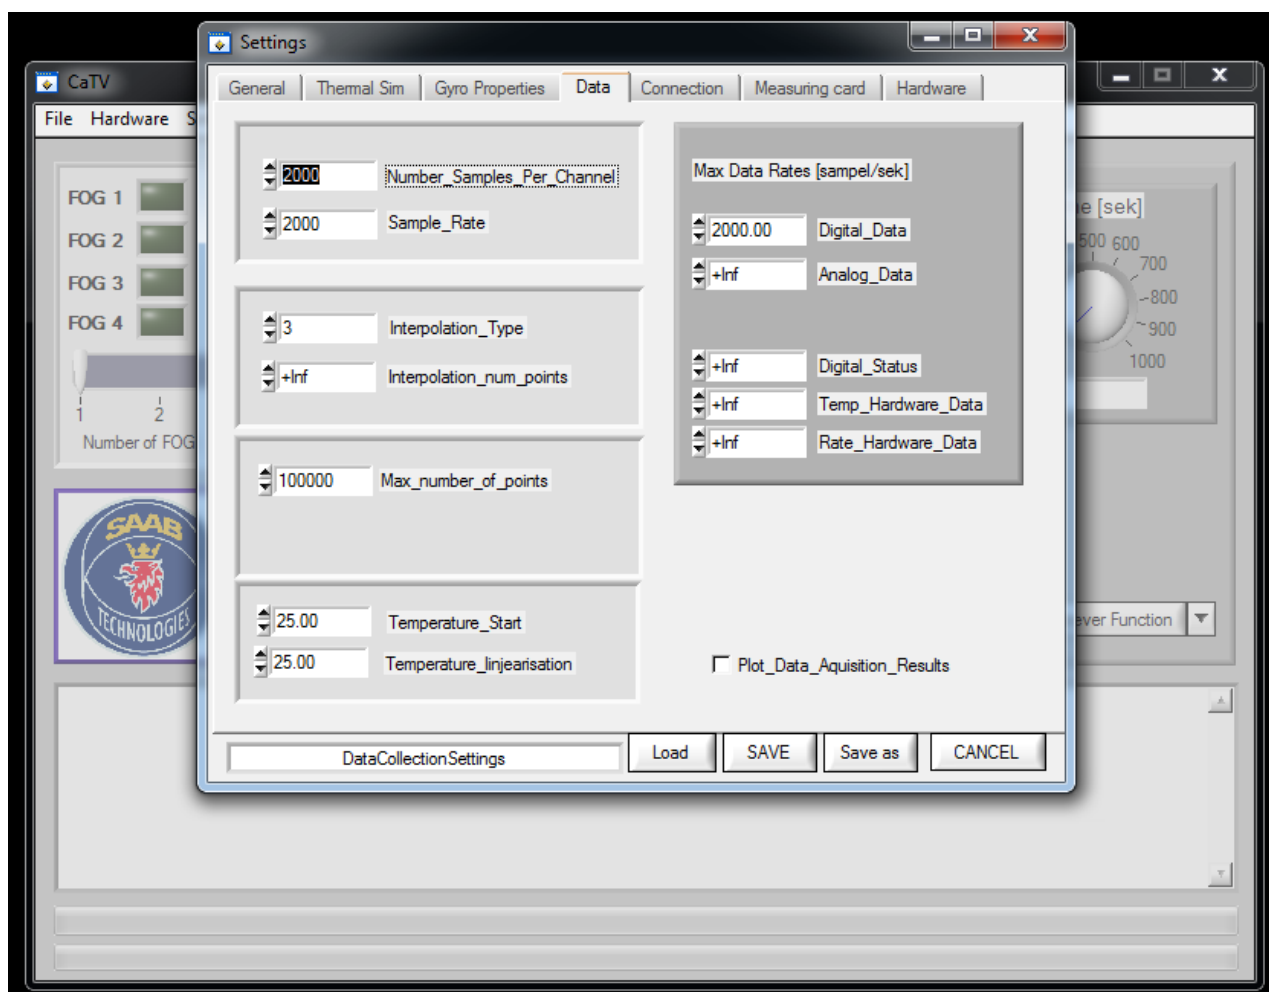 Settings
CaTV
General Thermal Sim Gyro Properties Data Connection Measuring card Hardware
File Hardware S
2000 Number_Samples_Per_Channel
2000 Sample_Rate
Max Data Rates [sampel/sek]
2000.00 Digital_Data
+Inf Analog_Data
3 Interpolation_Type
+Inf Interpolation_num_points
+Inf Digital_Status
+Inf Temp_Hardware_Data
+Inf Rate_Hardware_Data
100000 Max_number_of_points
25.00 Temperature_Start
25.00 Temperature_linjearisation
Plot_Data_Aquisition_Results
DataCollectionSettings Load SAVE Save as CANCEL
FOG 1
FOG 2
FOG 3
FOG 4
1 2
Number of FOG
SAAB
TECHNOLOGIES
e [sek]
500 600
700
800
900
1000
ever Function